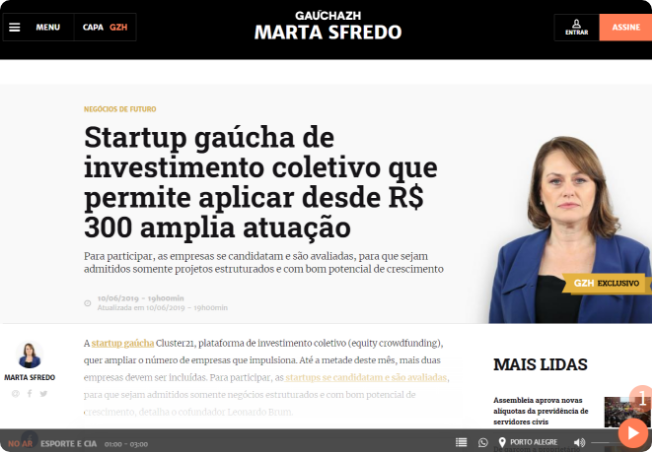 GAÚCHAZH
MENU
CAPA GZH
MARTA SFREDO
ENTRAR
ASSINE
NEGÓCIOS DE FUTURO
Startup gaúcha de
investimento coletivo que
permite aplicar desde R$
300 amplia atuação
Para participar, as empresas se candidatam e são avaliadas, para que sejam
admitidos somente projetos estruturados e com bom potencial de crescimento
GZH EXCLUSIVO
10/06/2019 - 19h00min
Atualizada em 10/06/2019 - 19h00min
A startup gaúcha Cluster21, plataforma de investimento coletivo (equity crowdfunding),
quer ampliar o número de empresas que impulsiona. Até a metade deste mês, mais duas
empresas devem ser incluídas. Para participar, as startups se candidatam e são avaliadas,
para que sejam admitidos somente negócios estruturados e com bom potencial de
crescimento, detalha o cofundador Leonardo Brum.
MARTA SFREDO
MAIS LIDAS
Assembleia aprova novas
alíquotas da previdência de
servidores civis
1
NO AR ESPORTE E CIA 01:00 - 03:00
PORTO ALEGRE